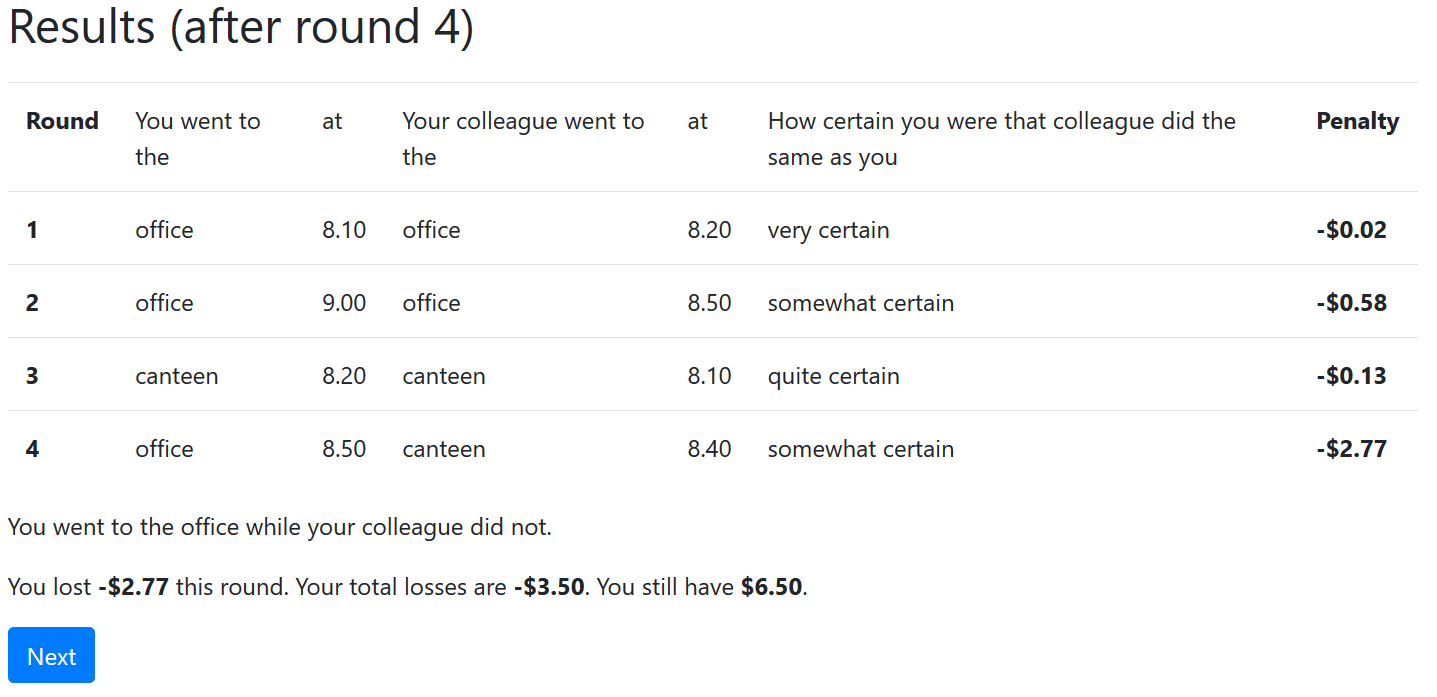 Results (after round 4)
Round You went to the at Your colleague went to the at How certain you were that colleague did the same as you Penalty
1 office 8.10 office 8.20 very certain -$0.02
2 office 9.00 office 8.50 somewhat certain -$0.58
3 canteen 8.20 canteen 8.10 quite certain -$0.13
4 office 8.50 canteen 8.40 somewhat certain -$2.77
You went to the office while your colleague did not.
You lost -$2.77 this round. Your total losses are -$3.50. You still have $6.50.
Next